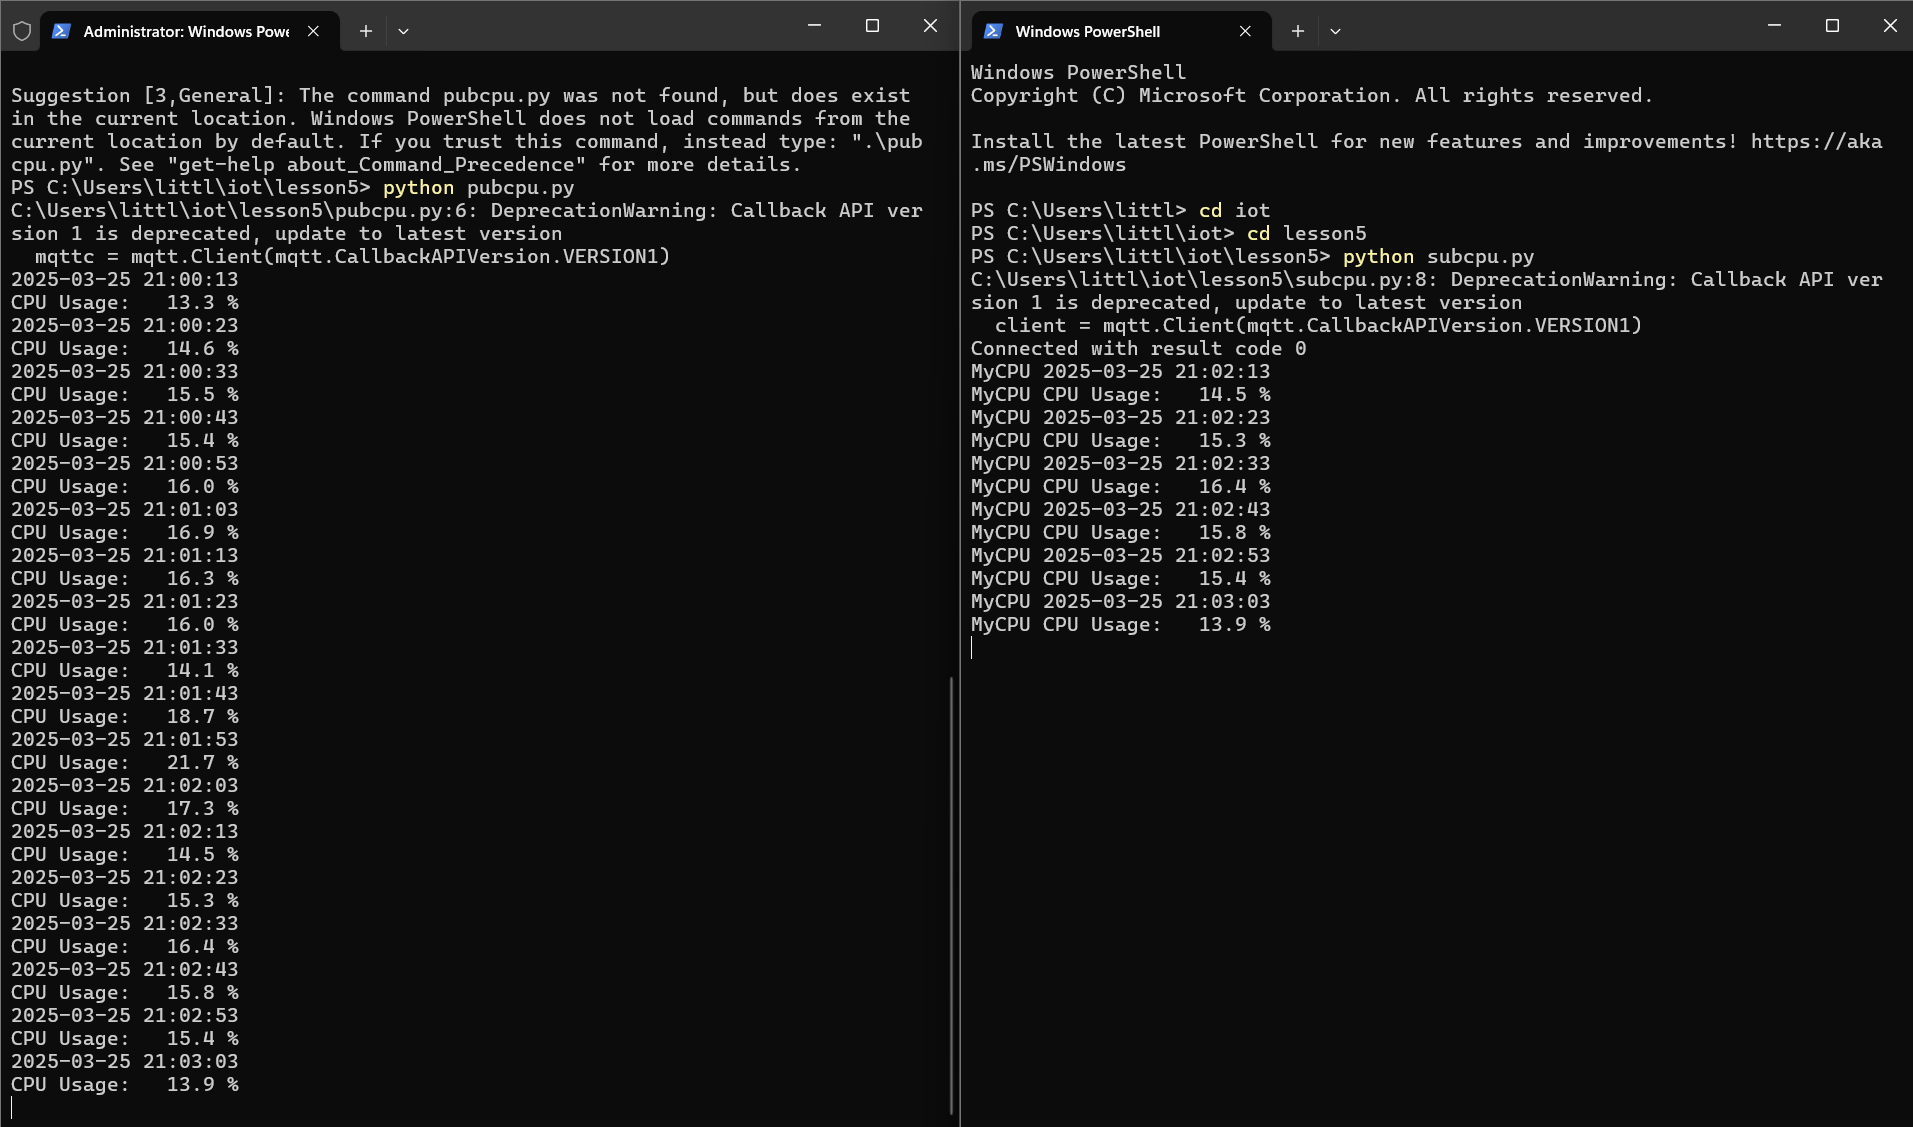 Administrator: Windows Powe
Suggestion [3,General]: The command pubcpu.py was not found, but does exist
in the current location. Windows PowerShell does not load commands from the
current location by default. If you trust this command, instead type: ".\pub
cpu.py". See "get-help about_Command_Precedence" for more details.
PS C:\Users\littl\iot\lesson5> python pubcpu.py
C:\Users\littl\iot\lesson5\pubcpu.py:6: DeprecationWarning: Callback API ver
sion 1 is deprecated, update to latest version
  mqttc = mqtt.Client(mqtt.CallbackAPIVersion.VERSION1)
2025-03-25 21:00:13
CPU Usage:   13.3 %
2025-03-25 21:00:23
CPU Usage:   14.6 %
2025-03-25 21:00:33
CPU Usage:   15.5 %
2025-03-25 21:00:43
CPU Usage:   15.4 %
2025-03-25 21:00:53
CPU Usage:   16.0 %
2025-03-25 21:01:03
CPU Usage:   16.9 %
2025-03-25 21:01:13
CPU Usage:   16.3 %
2025-03-25 21:01:23
CPU Usage:   16.0 %
2025-03-25 21:01:33
CPU Usage:   14.1 %
2025-03-25 21:01:43
CPU Usage:   18.7 %
2025-03-25 21:01:53
CPU Usage:   21.7 %
2025-03-25 21:02:03
CPU Usage:   17.3 %
2025-03-25 21:02:13
CPU Usage:   14.5 %
2025-03-25 21:02:23
CPU Usage:   15.3 %
2025-03-25 21:02:33
CPU Usage:   16.4 %
2025-03-25 21:02:43
CPU Usage:   15.8 %
2025-03-25 21:02:53
CPU Usage:   15.4 %
2025-03-25 21:03:03
CPU Usage:   13.9 %
Windows PowerShell
Windows PowerShell
Copyright (C) Microsoft Corporation. All rights reserved.
Install the latest PowerShell for new features and improvements! https://aka
.ms/PSWindows
PS C:\Users\littl> cd iot
PS C:\Users\littl\iot> cd lesson5
PS C:\Users\littl\iot\lesson5> python subcpu.py
C:\Users\littl\iot\lesson5\subcpu.py:8: DeprecationWarning: Callback API ver
sion 1 is deprecated, update to latest version
  client = mqtt.Client(mqtt.CallbackAPIVersion.VERSION1)
Connected with result code 0
MyCPU 2025-03-25 21:02:13
MyCPU CPU Usage:   14.5 %
MyCPU 2025-03-25 21:02:23
MyCPU CPU Usage:   15.3 %
MyCPU 2025-03-25 21:02:33
MyCPU CPU Usage:   16.4 %
MyCPU 2025-03-25 21:02:43
MyCPU CPU Usage:   15.8 %
MyCPU 2025-03-25 21:02:53
MyCPU CPU Usage:   15.4 %
MyCPU 2025-03-25 21:03:03
MyCPU CPU Usage:   13.9 %